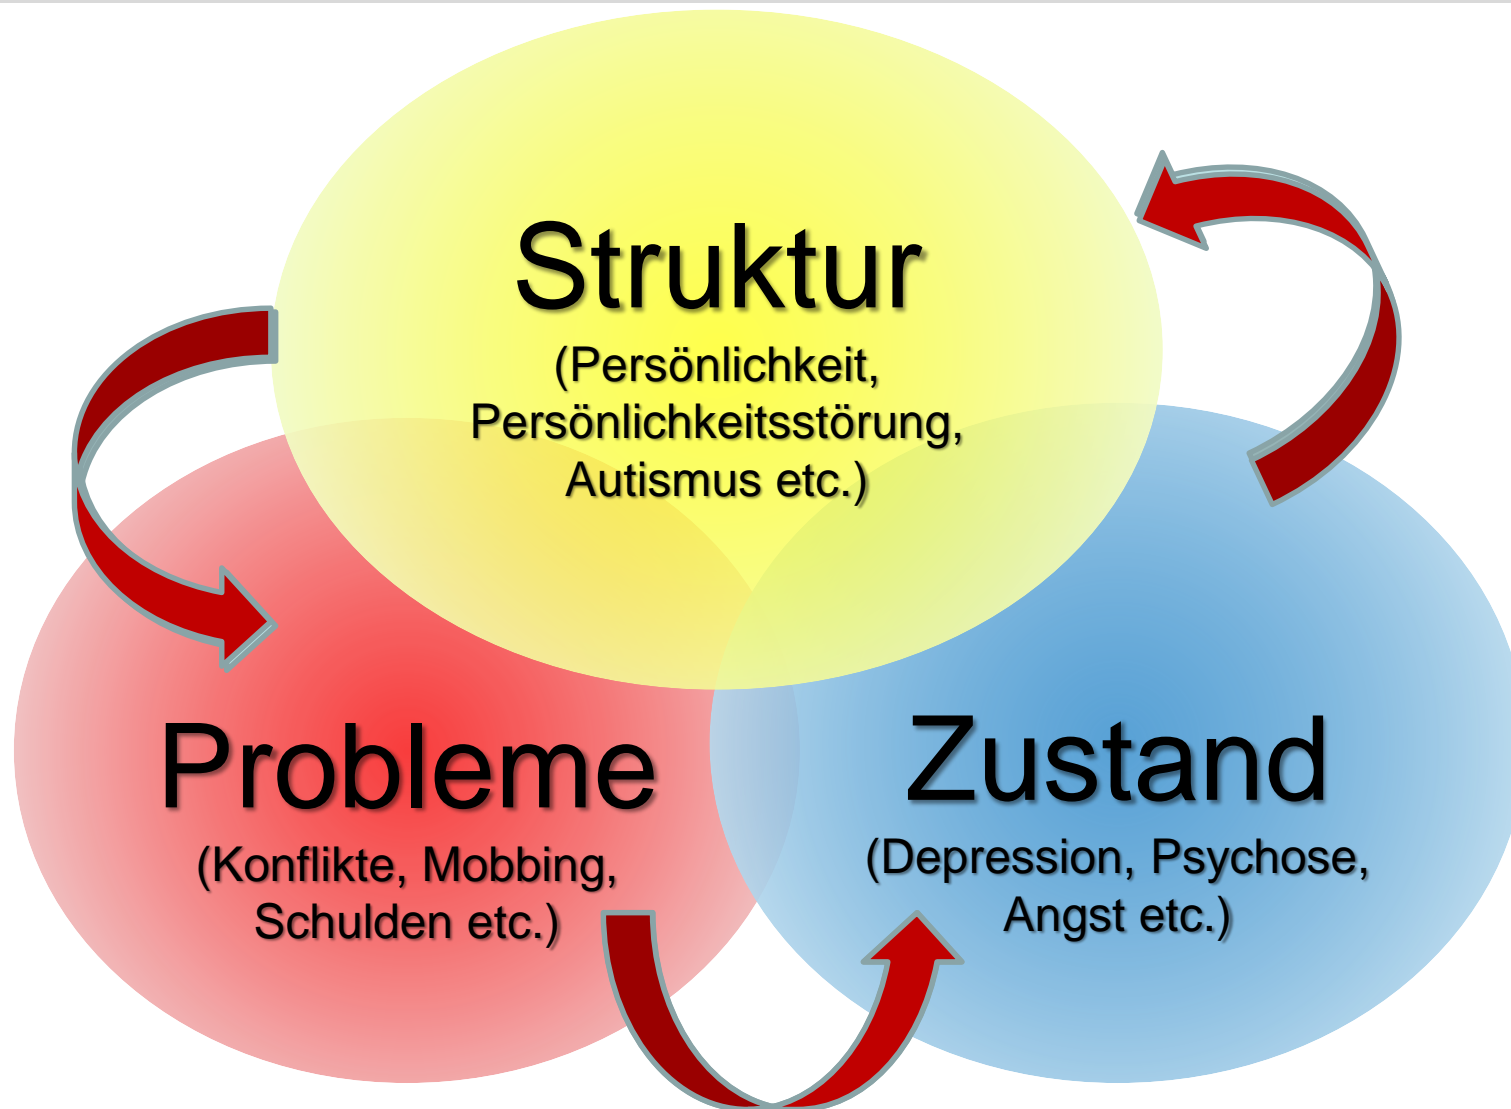 Struktur
(Persönlichkeit,
Persönlichkeitsstörung,
Autismus etc.)
Probleme
(Konflikte, Mobbing,
Schulden etc.)
Zustand
(Depression, Psychose,
Angst etc.)